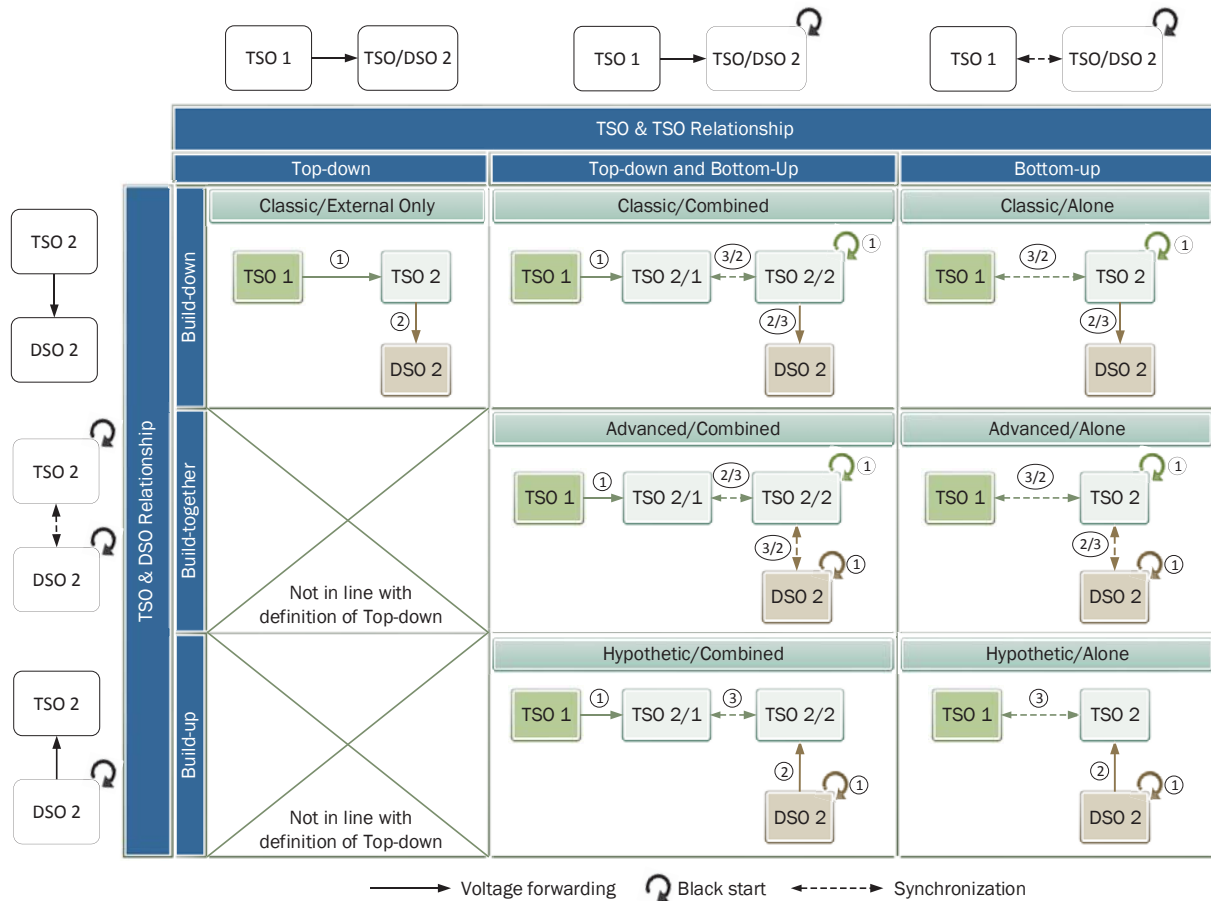 TSO 1
TSO/DSO 2
TSO 1
TSO/DSO 2
TSO 1
TSO/DSO 2
TSO & TSO Relationship
Top-down
Top-down and Bottom-Up
Bottom-up
TSO & DSO Relationship
TSO 2
DSO 2
Build-down
Classic/External Only
TSO 1
1
TSO 2
2
DSO 2
Classic/Combined
1
TSO 1
1
TSO 2/1
3/2
TSO 2/2
2/3
DSO 2
Classic/Alone
1
TSO 1
3/2
TSO 2
2/3
DSO 2
TSO 2
DSO 2
Build-together
Not in line with
definition of Top-down
Advanced/Combined
1
TSO 1
1
TSO 2/1
2/3
TSO 2/2
3/2
1
DSO 2
Advanced/Alone
1
TSO 1
3/2
TSO 2
2/3
1
DSO 2
TSO 2
DSO 2
Build-up
Not in line with
definition of Top-down
Hypothetic/Combined
TSO 1
1
TSO 2/1
3
TSO 2/2
2
1
DSO 2
Hypothetic/Alone
TSO 1
3
TSO 2
2
1
DSO 2
Voltage forwarding
Black start
Synchronization